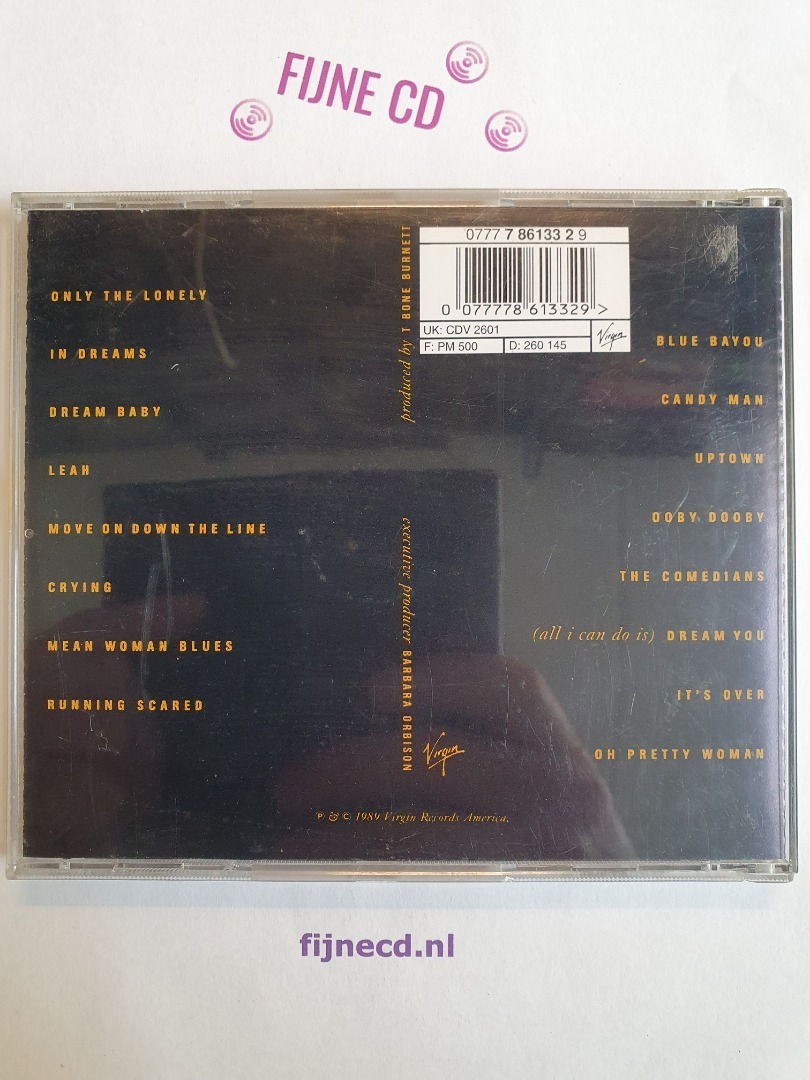 FIJNE CD
ONLY THE LONELY
IN DREAMS
DREAM BABY
LEAH
MOVE ON DOWN THE LINE
CRYING
MEAN WOMAN BLUES
RUNNING SCARED
produced by T BONE BURNETT
executive producer BARBARA ORBISON
Virgin
0777 7 86133 2 9
0 077778 613329 >
UK: CDV 2601
F: PM 500
D: 260 145
Virgin
BLUE BAYOU
CANDY MAN
UPTOWN
OOBY DOOBY
THE COMEDIANS
(all i can do is) DREAM YOU
IT'S OVER
OH PRETTY WOMAN
℗ & © 1989 Virgin Records America.
fijnecd.nl